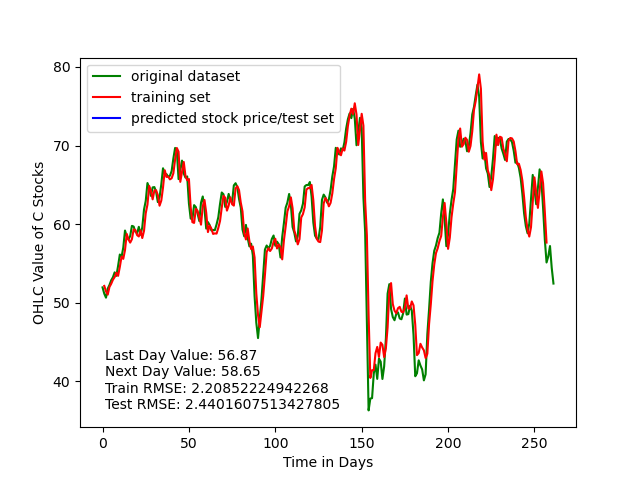 original dataset
training set
predicted stock price/test set
OHLC Value of C Stocks
80
70
60
50
40
Last Day Value: 56.87
Next Day Value: 58.65
Train RMSE: 2.20852224942268
Test RMSE: 2.4401607513427805
0 50 100 150 200 250
Time in Days